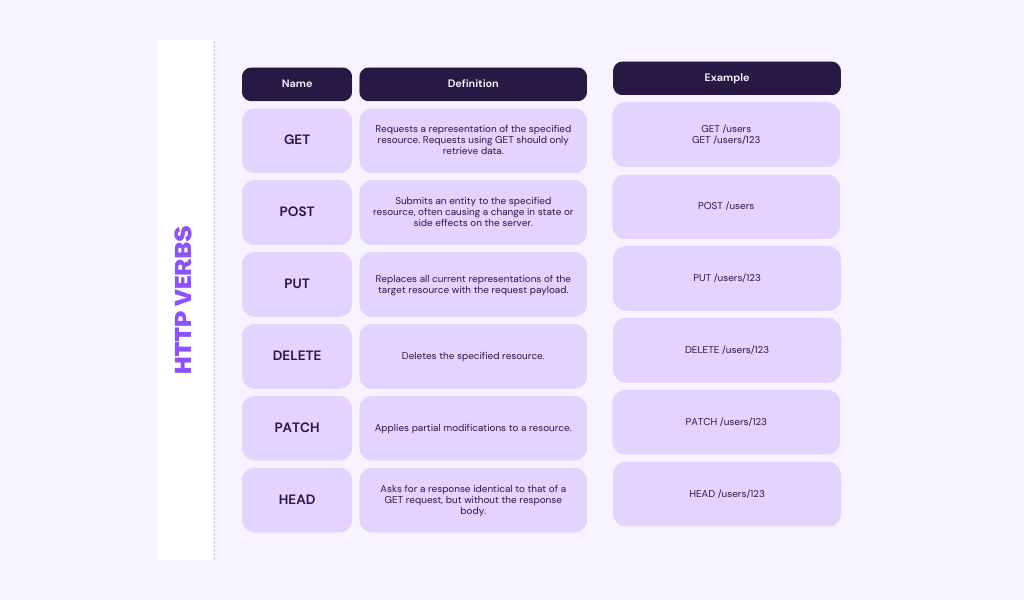 HTTP VERBS
Name
Definition
Example
GET
Requests a representation of the specified
resource. Requests using GET should only
retrieve data.
GET /users
GET /users/123
POST
Submits an entity to the specified
resource, often causing a change in state or
side effects on the server.
POST /users
PUT
Replaces all current representations of the
target resource with the request payload.
PUT /users/123
DELETE
Deletes the specified resource.
DELETE /users/123
PATCH
Applies partial modifications to a resource.
PATCH /users/123
HEAD
Asks for a response identical to that of a
GET request, but without the response
body.
HEAD /users/123